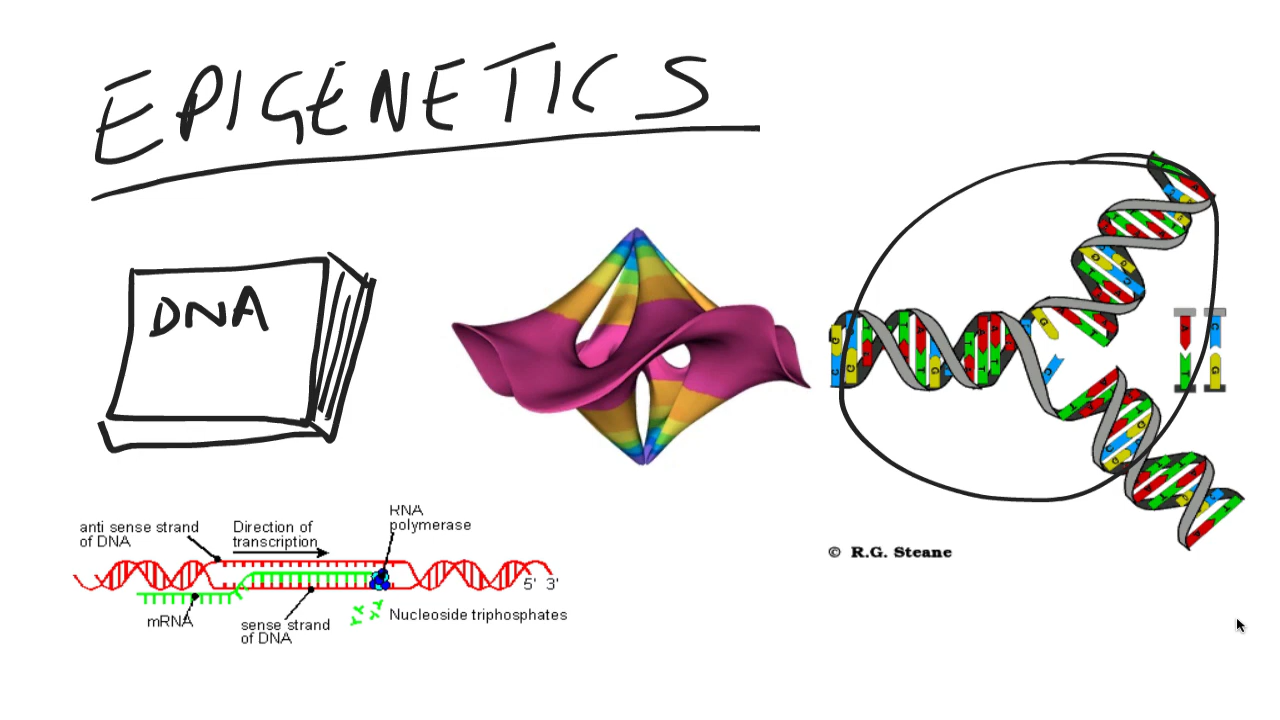 EPIGENETICS
DNA
© R.G. Steane
anti sense strand
of DNA
Direction of
transcription
RNA
polymerase
5' 3'
mRNA
sense strand
of DNA
Nucleoside triphosphates
A
T
C
G